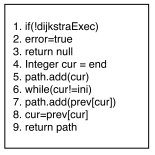 1. if(!dijkstraExec)
2. error=true
3. return null
4. Integer cur = end
5. path.add(cur)
6. while(cur!=ini)
7. path.add(prev[cur])
8. cur=prev[cur]
9. return path